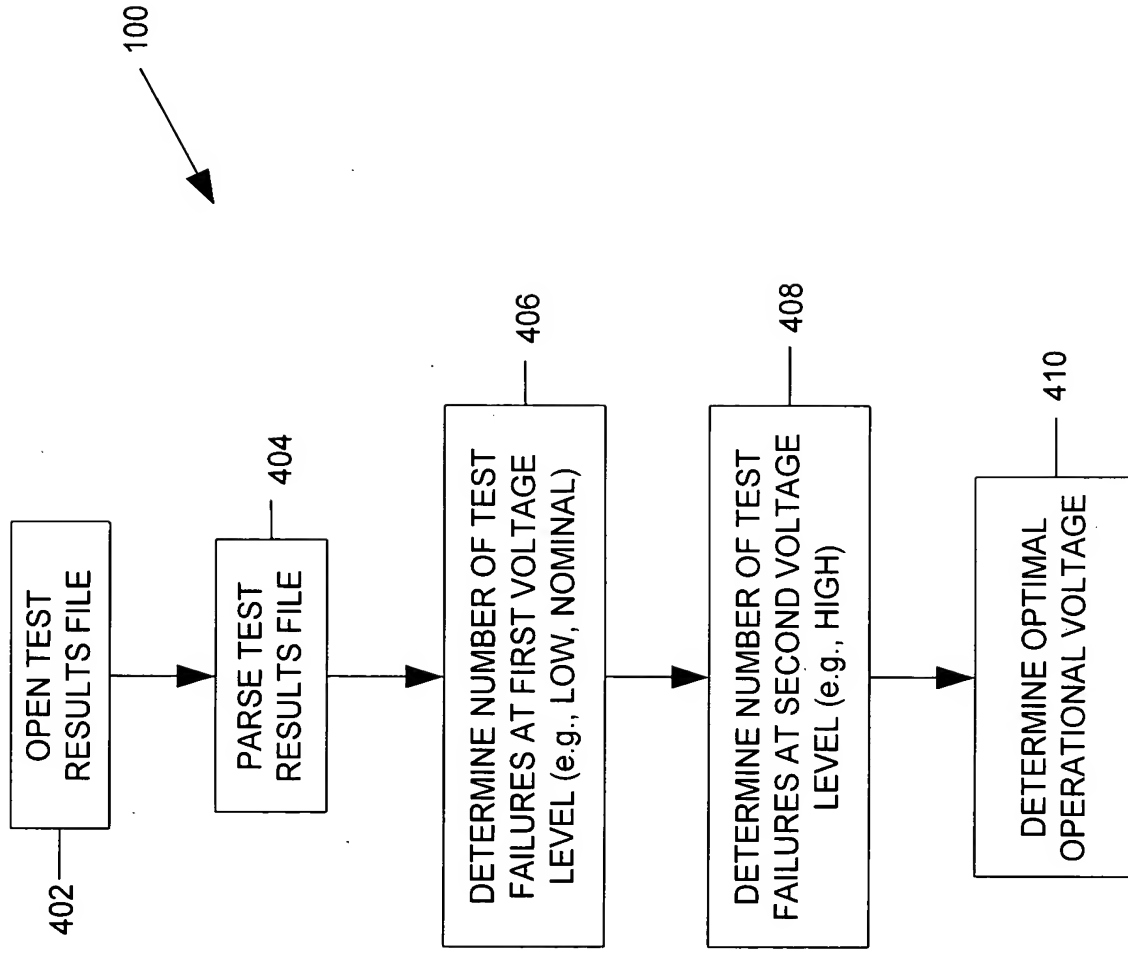 100
402
OPEN TEST
RESULTS FILE
404
PARSE TEST
RESULTS FILE
406
DETERMINE NUMBER OF TEST
FAILURES AT FIRST VOLTAGE
LEVEL (e.g., LOW, NOMINAL)
408
DETERMINE NUMBER OF TEST
FAILURES AT SECOND VOLTAGE
LEVEL (e.g., HIGH)
410
DETERMINE OPTIMAL
OPERATIONAL VOLTAGE